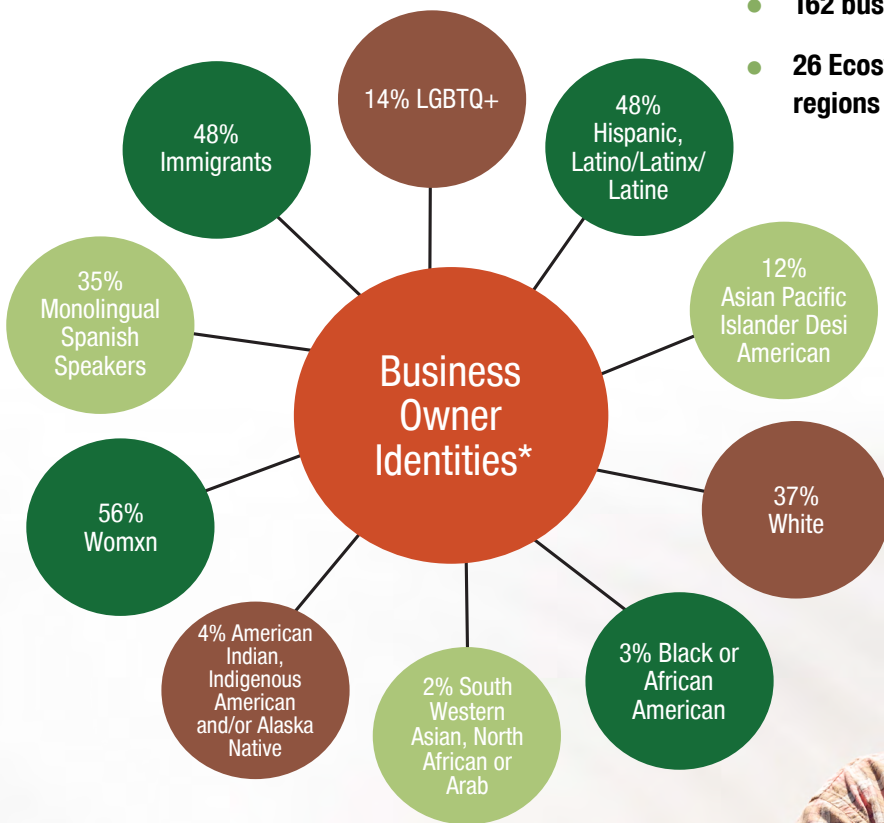 162 bus
26 Ecos
regions
14% LGBTQ+
48%
Hispanic,
Latino/Latinx/
Latine
12%
Asian Pacific
Islander Desi
American
37%
White
3% Black or
African
American
2% South
Western
Asian, North
African or
Arab
4% American
Indian,
Indigenous
American
and/or Alaska
Native
56%
Womxn
35%
Monolingual
Spanish
Speakers
48%
Immigrants
Business
Owner
Identities*